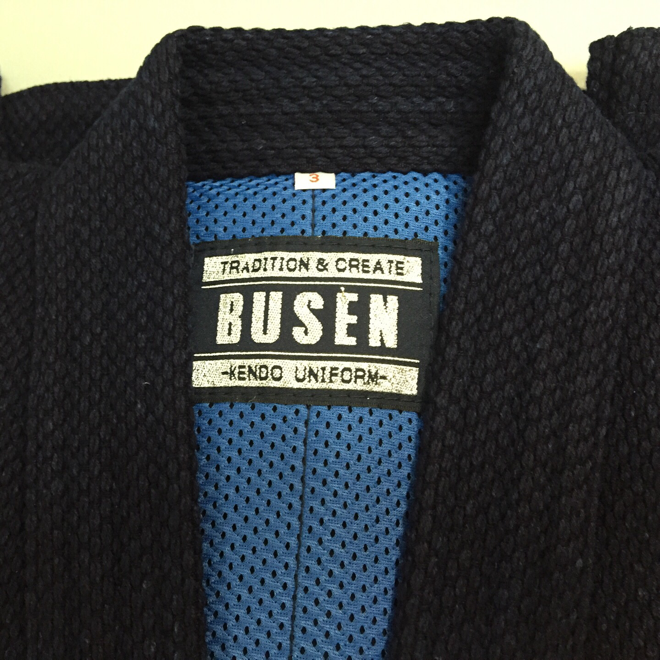 3
TRADITION & CREATE
BUSEN
-KENDO UNIFORM-